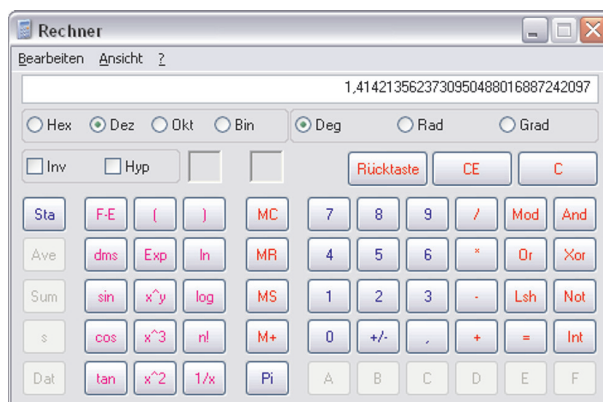 Rechner
Bearbeiten Ansicht ?
1,4142135623730950488016887242097
Hex Dez Okt Bin Deg Rad Grad
Inv Hyp Rücktaste CE C
Sta F-E ( ) MC 7 8 9 / Mod And
Ave dms Exp ln MR 4 5 6 * Or Xor
Sum sin x^y log MS 1 2 3 - Lsh Not
s cos x^3 n! M+ 0 +/- , + = Int
Dat tan x^2 1/x Pi A B C D E F